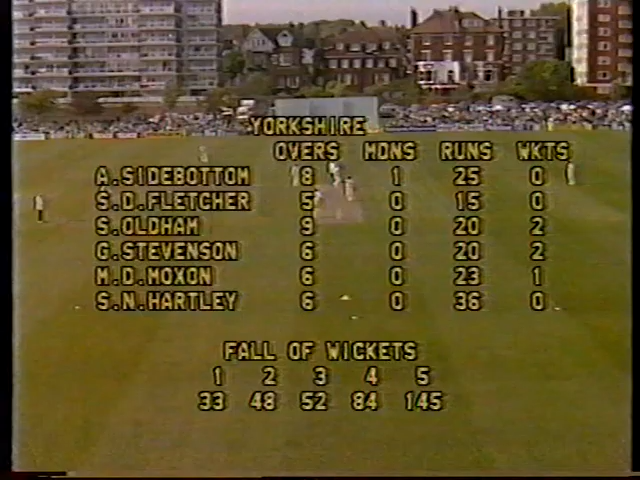 YORKSHIRE
OVERS MDNS RUNS WKTS
A.SIDEBOTTOM 8 1 25 0
S.D.FLETCHER 5 0 15 0
S.OLDHAM 9 0 20 2
G.STEVENSON 6 0 20 2
M.D.MOXON 6 0 23 1
S.N.HARTLEY 6 0 36 0
FALL OF WICKETS
1 2 3 4 5
33 48 52 84 145